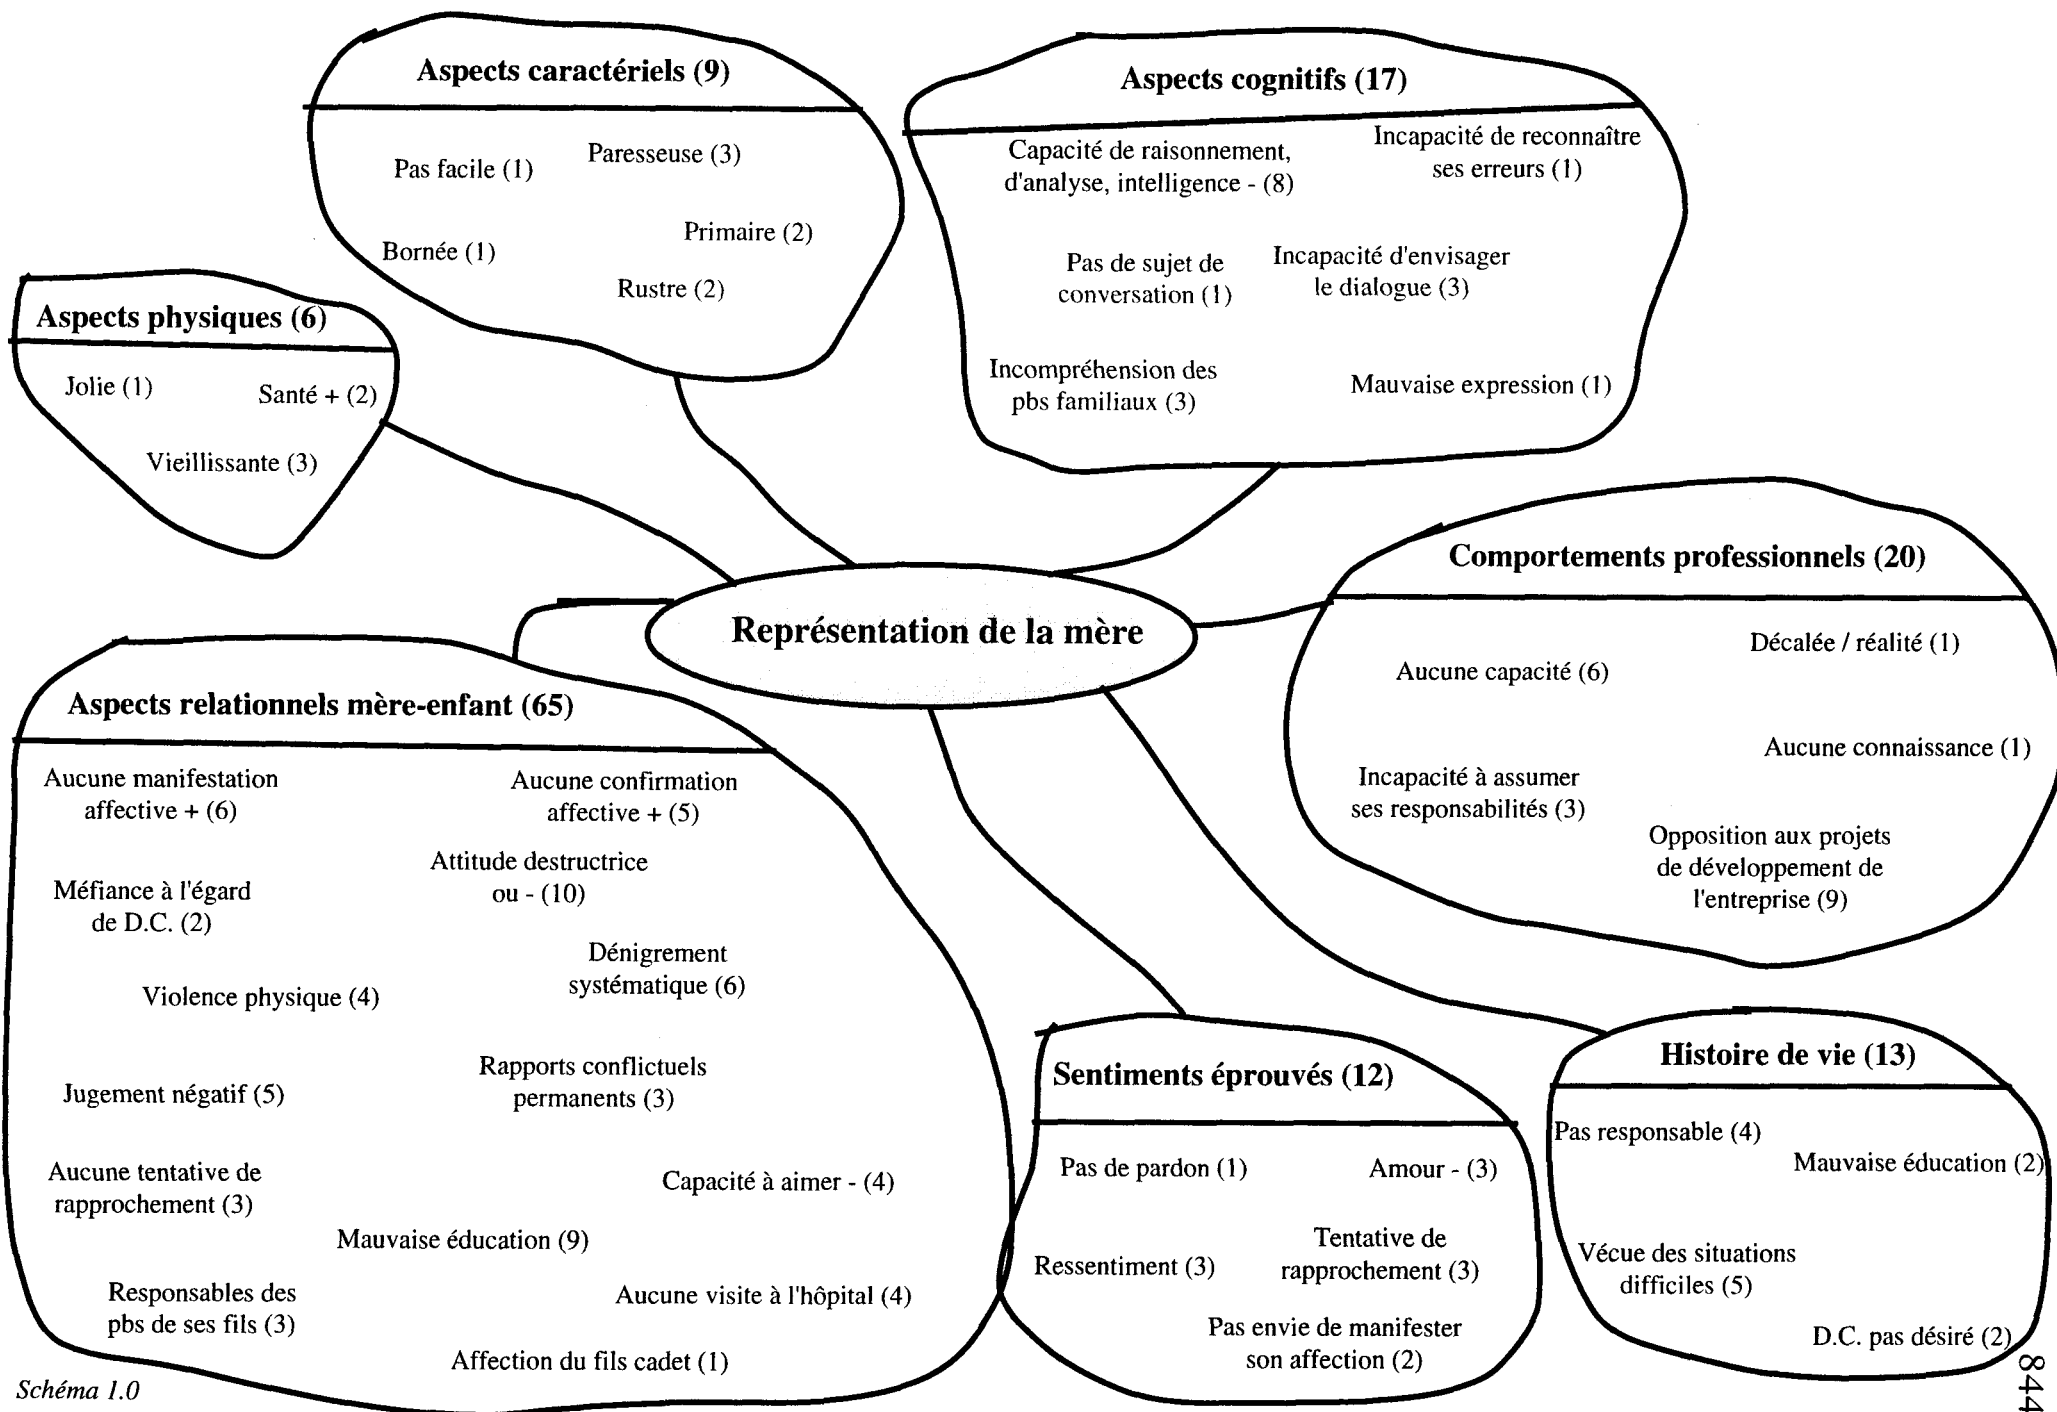 Aspects caractériels (9)
Pas facile (1)
Paresseuse (3)
Bornée (1)
Primaire (2)
Rustre (2)
Aspects cognitifs (17)
Capacité de raisonnement,
d'analyse, intelligence - (8)
Incapacité de reconnaître
ses erreurs (1)
Pas de sujet de
conversation (1)
Incapacité d'envisager
le dialogue (3)
Incompréhension des
pbs familiaux (3)
Mauvaise expression (1)
Aspects physiques (6)
Jolie (1)
Santé + (2)
Vieillissante (3)
Comportements professionnels (20)
Décalée / réalité (1)
Aucune capacité (6)
Aucune connaissance (1)
Incapacité à assumer
ses responsabilités (3)
Opposition aux projets
de développement de
l'entreprise (9)
Représentation de la mère
Aspects relationnels mère-enfant (65)
Aucune manifestation
affective + (6)
Aucune confirmation
affective + (5)
Attitude destructrice
ou - (10)
Méfiance à l'égard
de D.C. (2)
Dénigrement
systématique (6)
Violence physique (4)
Rapports conflictuels
permanents (3)
Jugement négatif (5)
Aucune tentative de
rapprochement (3)
Capacité à aimer - (4)
Mauvaise éducation (9)
Responsables des
pbs de ses fils (3)
Aucune visite à l'hôpital (4)
Affection du fils cadet (1)
Sentiments éprouvés (12)
Pas de pardon (1)
Amour - (3)
Ressentiment (3)
Tentative de
rapprochement (3)
Pas envie de manifester
son affection (2)
Histoire de vie (13)
Pas responsable (4)
Mauvaise éducation (2)
Vécue des situations
difficiles (5)
D.C. pas désiré (2)
Schéma 1.0
844